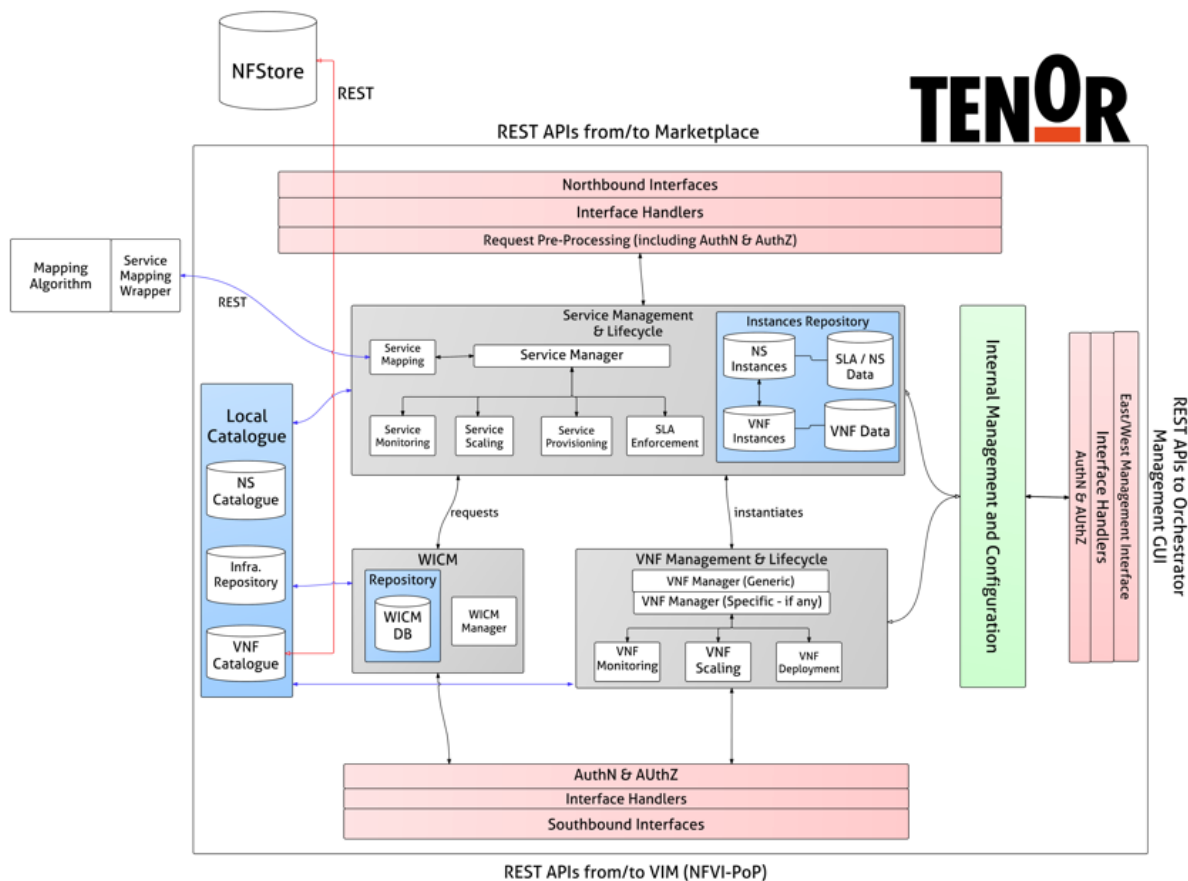 NFStore
REST
TENOR
REST APIs from/to Marketplace
Northbound Interfaces
Interface Handlers
Request Pre-Processing (including AuthN & AuthZ)
Mapping
Algorithm
Service
Mapping
Wrapper
REST
Service Management
& Lifecycle
Service
Mapping
Service Manager
Service
Monitoring
Service
Scaling
Service
Provisioning
SLA
Enforcement
Instances Repository
NS
Instances
SLA / NS
Data
VNF
Instances
VNF Data
Local
Catalogue
NS
Catalogue
Infra.
Repository
VNF
Catalogue
requests
instantiates
WICM
Repository
WICM
DB
WICM
Manager
VNF Management & Lifecycle
VNF Manager (Generic)
VNF Manager (Specific - if any)
VNF
Monitoring
VNF
Scaling
VNF
Deployment
Internal Management and Configuration
East/West Management Interface
Interface Handlers
AuthN & AUthZ
REST APIs to Orchestrator
Management GUI
AuthN & AUthZ
Interface Handlers
Southbound Interfaces
REST APIs from/to VIM (NFVI-PoP)